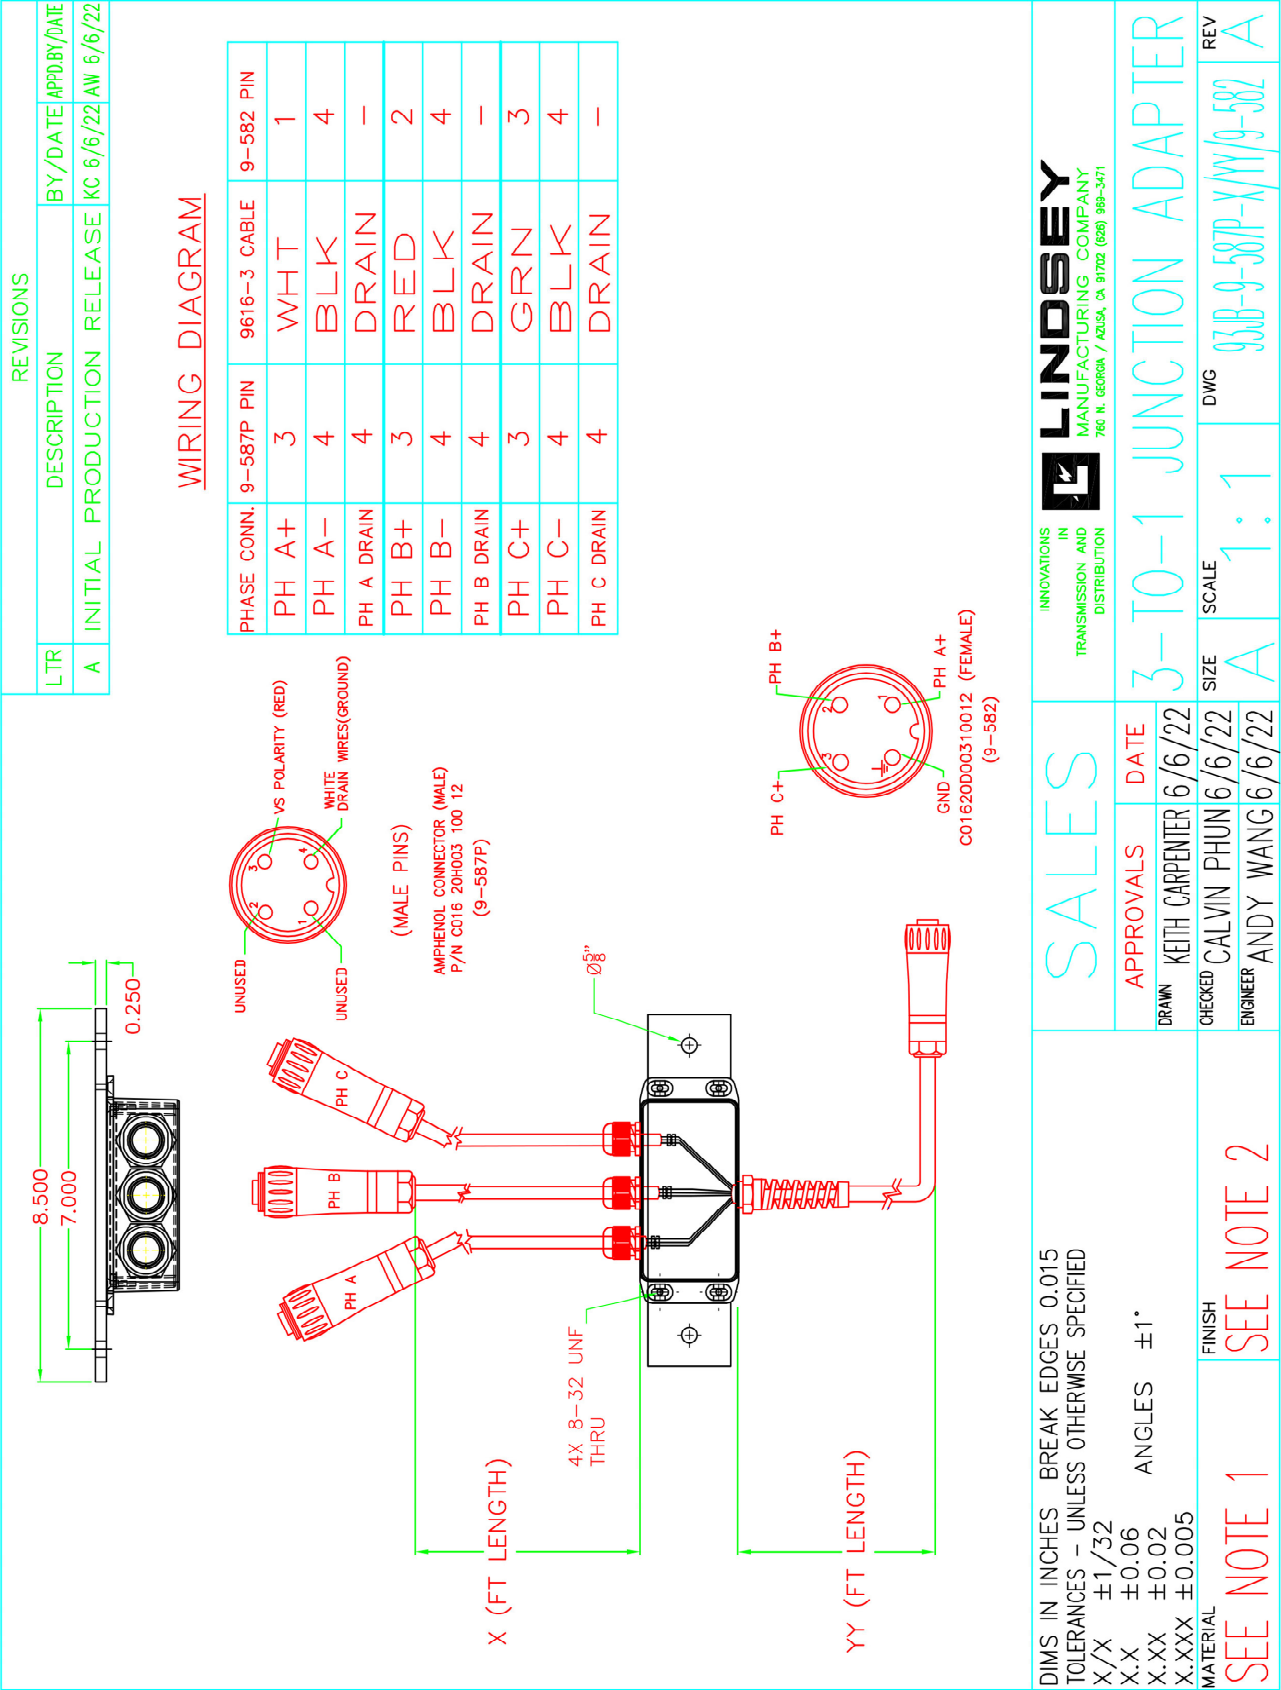 REVISIONS
LTR DESCRIPTION BY/DATE APPD.BY/DATE
A INITIAL PRODUCTION RELEASE KC 6/6/22 AW 6/6/22
WIRING DIAGRAM
PHASE CONN. 9-587P PIN 9616-3 CABLE 9-582 PIN
PH A+ 3 WHT 1
PH A- 4 BLK 4
PH A DRAIN 4 DRAIN -
PH B+ 3 RED 2
PH B- 4 BLK 4
PH B DRAIN 4 DRAIN -
PH C+ 3 GRN 3
PH C- 4 BLK 4
PH C DRAIN 4 DRAIN -
8.500
7.000
0.250
UNUSED
2
3
VS POLARITY (RED)
UNUSED
1
4
WHITE
DRAIN WIRES(GROUND)
(MALE PINS)
AMPHENOL CONNECTOR (MALE)
P/N C016 20H003 100 12
(9-587P)
PH A
PH B
PH C
Ø5/8"
4X 8-32 UNF
THRU
X (FT LENGTH)
YY (FT LENGTH)
PH C+
3
2
PH B+
GND
1
PH A+
C01620D00310012 (FEMALE)
(9-582)
DIMS IN INCHES BREAK EDGES 0.015
TOLERANCES - UNLESS OTHERWISE SPECIFIED
X/X ±1/32
X.X ±0.06
X.XX ±0.02 ANGLES ±1°
X.XXX ±0.005
MATERIAL
SEE NOTE 1
FINISH
SEE NOTE 2
SALES
APPROVALS DATE
DRAWN KEITH CARPENTER 6/6/22
CHECKED CALVIN PHUN 6/6/22
ENGINEER ANDY WANG 6/6/22
INNOVATIONS
IN
TRANSMISSION AND
DISTRIBUTION
LINDSEY
MANUFACTURING COMPANY
760 N. GEORGIA / AZUSA, CA 91702 (626) 969-3471
3-TO-1 JUNCTION ADAPTER
SIZE
A
SCALE
1:1
DWG
93JB-9-587P-X/YY/9-582
REV
A